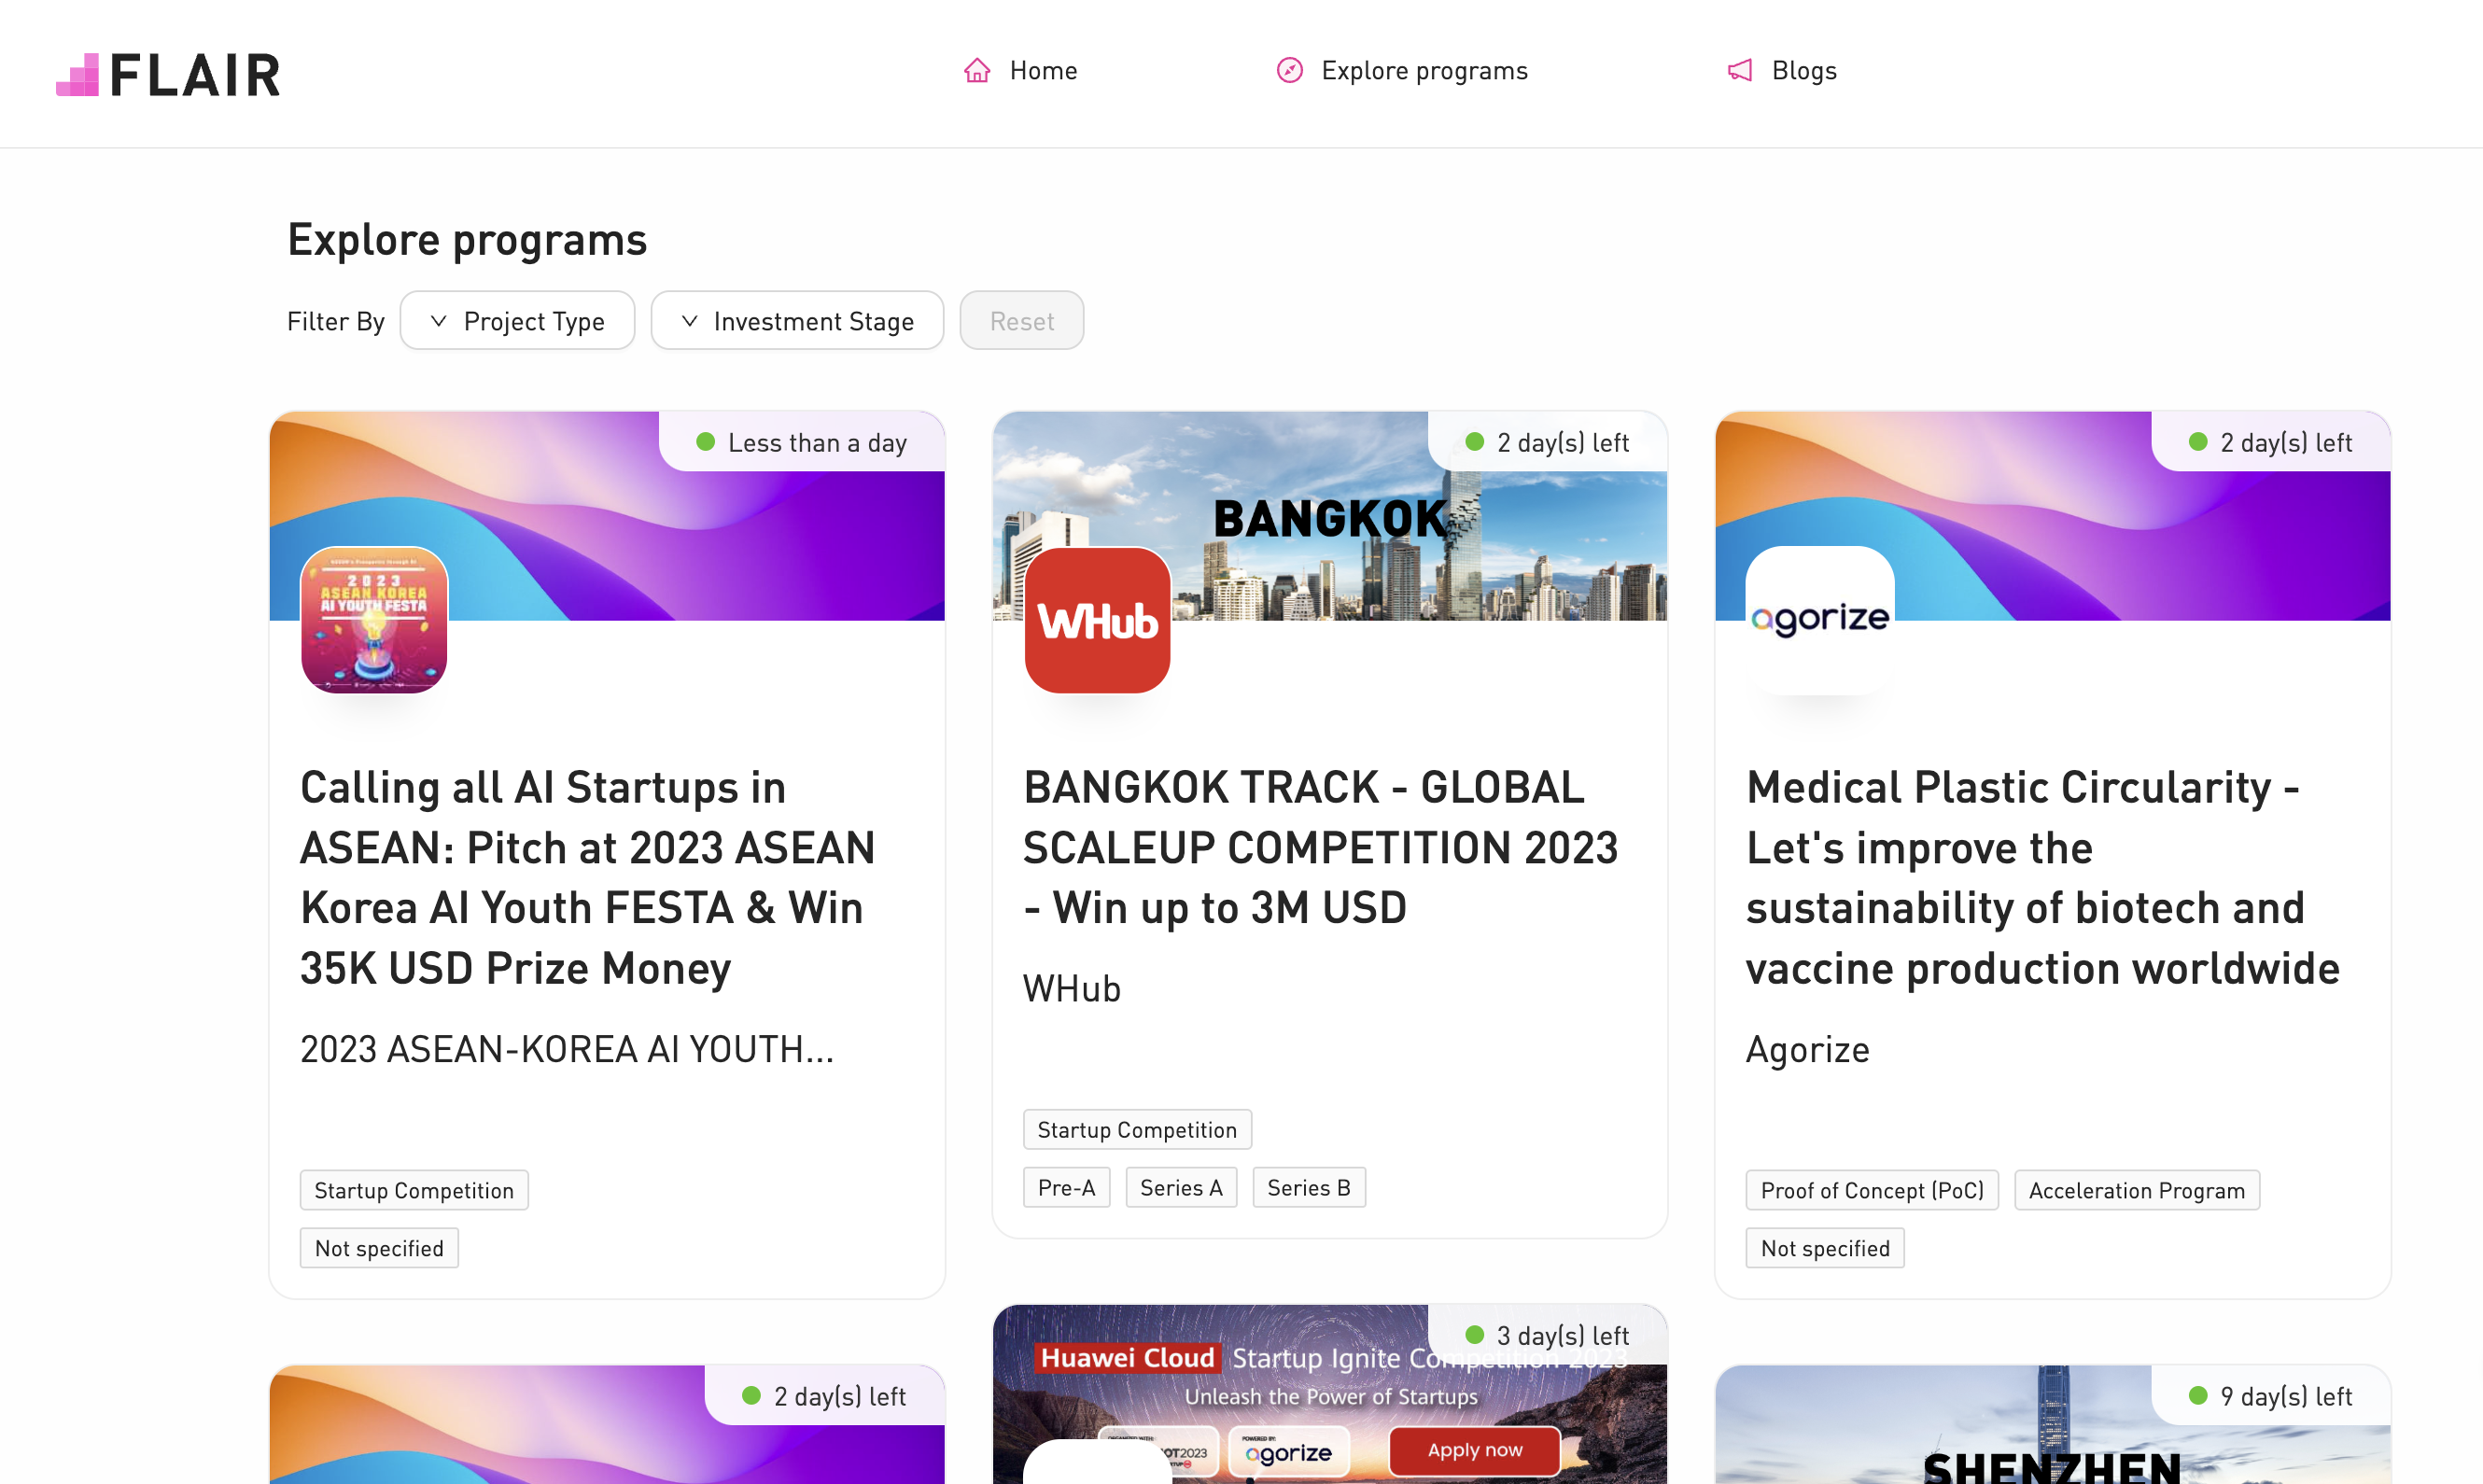 FLAIR
Home
Explore programs
Blogs
Explore programs
Filter By
Project Type
Investment Stage
Reset
Less than a day
2023
ASEAN KOREA
AI YOUTH FESTA
Calling all AI Startups in
ASEAN: Pitch at 2023 ASEAN
Korea AI Youth FESTA & Win
35K USD Prize Money
2023 ASEAN-KOREA AI YOUTH...
Startup Competition
Not specified
2 day(s) left
BANGKOK
WHub
BANGKOK TRACK - GLOBAL
SCALEUP COMPETITION 2023
- Win up to 3M USD
WHub
Startup Competition
Pre-A
Series A
Series B
2 day(s) left
agorize
Medical Plastic Circularity -
Let's improve the
sustainability of biotech and
vaccine production worldwide
Agorize
Proof of Concept (PoC)
Acceleration Program
Not specified
2 day(s) left
3 day(s) left
Huawei Cloud Startup Ignite Competition 2023
Unleash the Power of Startups
POWERED BY:
agorize
Apply now
9 day(s) left
SHENZHEN